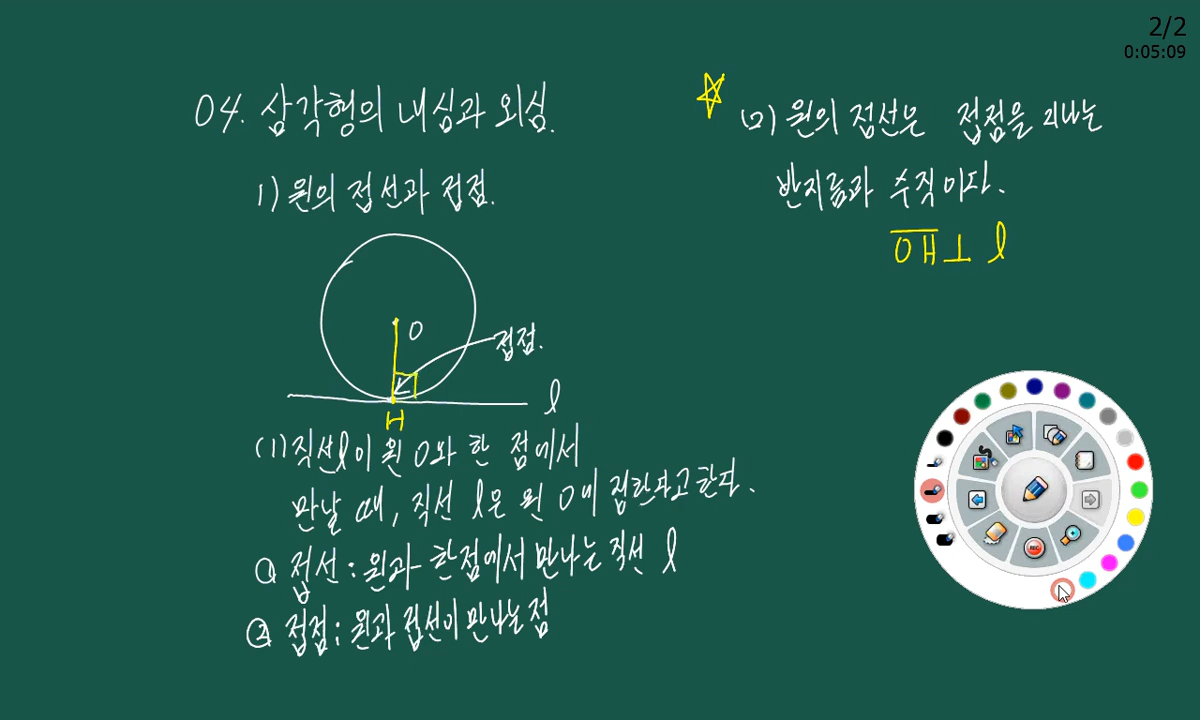 2/2
0:05:09
04. 삼각형의 내심과 외심.
1) 원의 접선과 접점.
O
접점.
l
H
(1) 직선 l이 원 O와 한 점에서
만날 때, 직선 l은 원 O에 접한다고 한다.
① 접선 : 원과 한점에서 만나는 직선 l
② 접점 : 원과 접선이 만나는 점
☆ (2) 원의 접선은 접점을 지나는
반지름과 수직이다.
O̅H̅ ⊥ l
REC